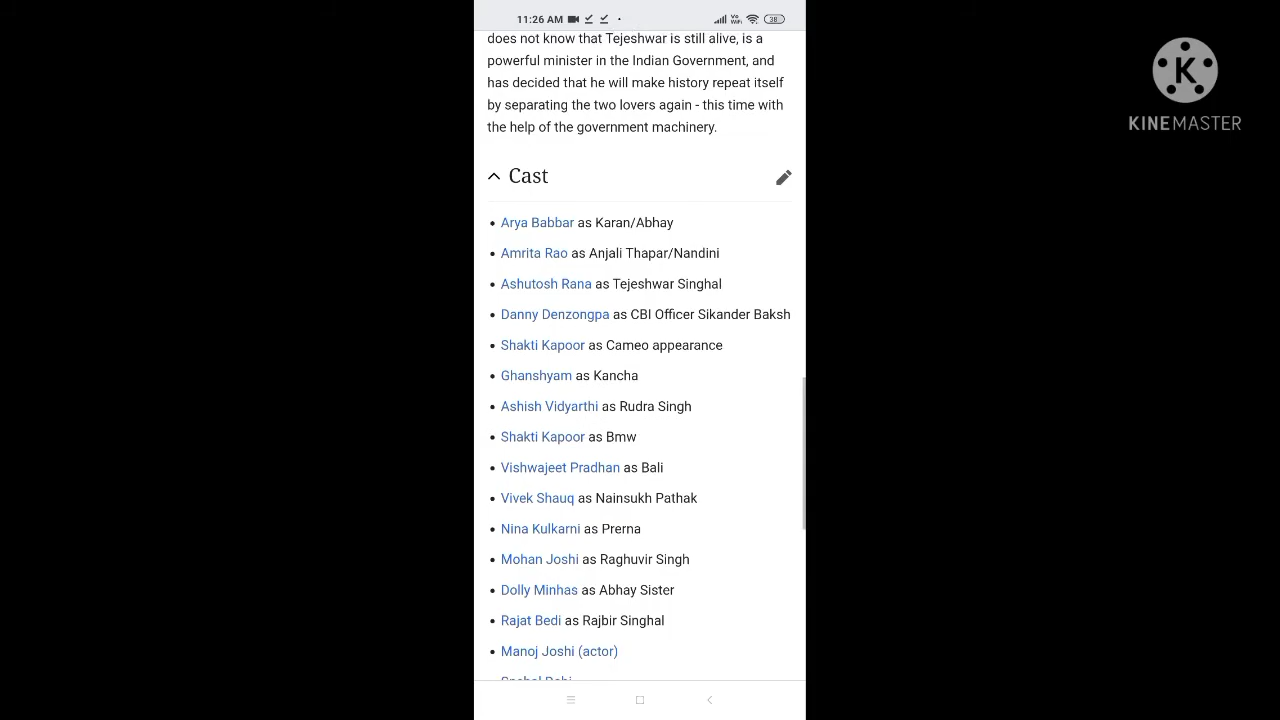 11:26 AM
Vo
WiFi
38
does not know that Tejeshwar is still alive, is a
powerful minister in the Indian Government, and
has decided that he will make history repeat itself
by separating the two lovers again - this time with
the help of the government machinery.
K
KINEMASTER
Cast
• Arya Babbar as Karan/Abhay
• Amrita Rao as Anjali Thapar/Nandini
• Ashutosh Rana as Tejeshwar Singhal
• Danny Denzongpa as CBI Officer Sikander Baksh
• Shakti Kapoor as Cameo appearance
• Ghanshyam as Kancha
• Ashish Vidyarthi as Rudra Singh
• Shakti Kapoor as Bmw
• Vishwajeet Pradhan as Bali
• Vivek Shauq as Nainsukh Pathak
• Nina Kulkarni as Prerna
• Mohan Joshi as Raghuvir Singh
• Dolly Minhas as Abhay Sister
• Rajat Bedi as Rajbir Singhal
• Manoj Joshi (actor)